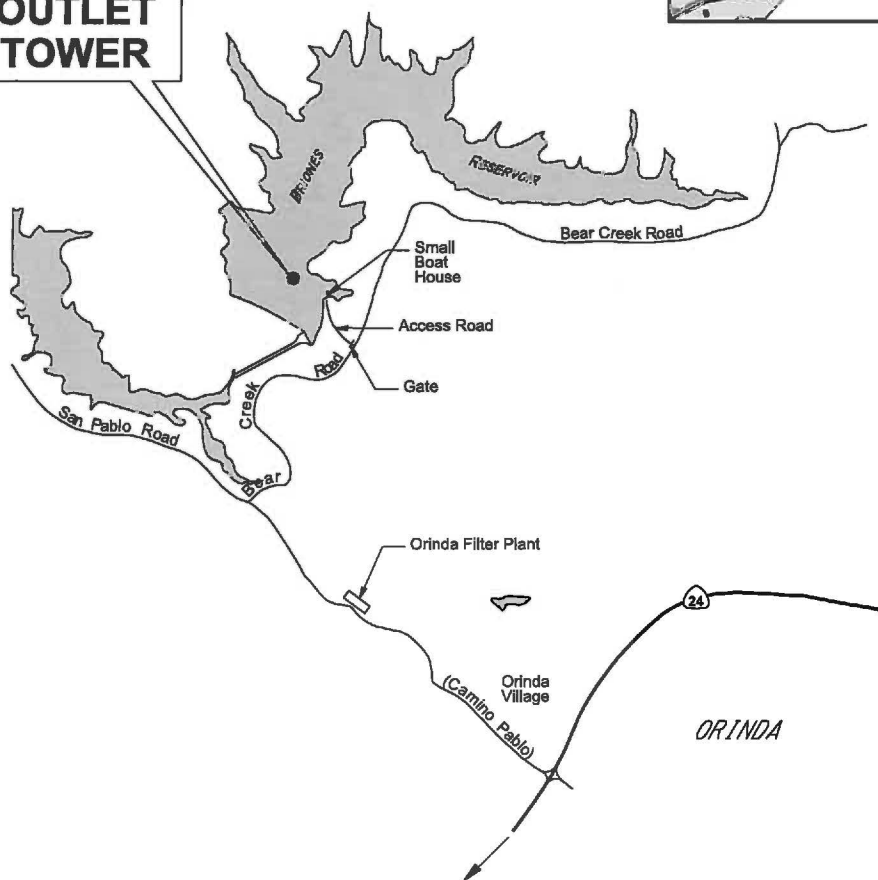 OUTLET
TOWER
BRIONES
RESERVOIR
Bear Creek Road
Small
Boat
House
Access Road
Gate
Creek
Road
San Pablo Road
Bear
Orinda Filter Plant
24
Orinda
Village
(Camino Pablo)
ORINDA